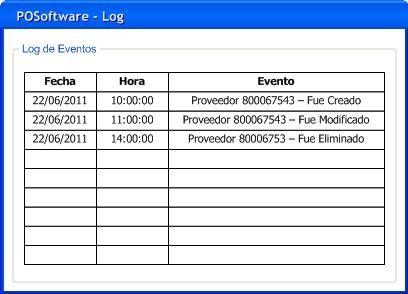 POSoftware - Log
Log de Eventos
Fecha Hora Evento
22/06/2011 10:00:00 Proveedor 800067543 – Fue Creado
22/06/2011 11:00:00 Proveedor 800067543 – Fue Modificado
22/06/2011 14:00:00 Proveedor 80006753 – Fue Eliminado